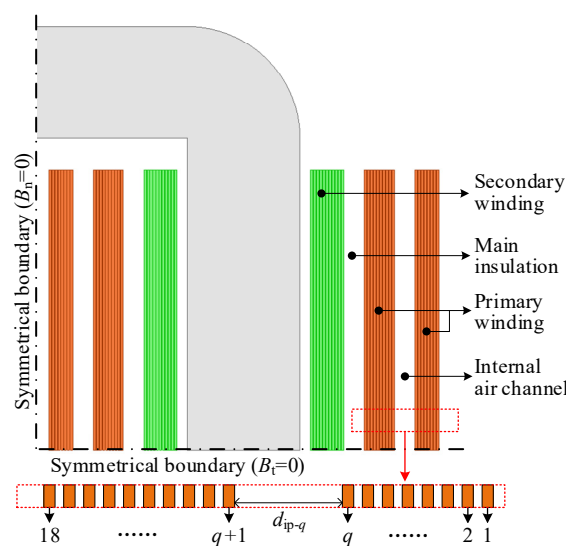 Symmetrical boundary (Bn=0)
Secondary
winding
Main
insulation
Primary
winding
Internal
air channel
Symmetrical boundary (Bt=0)
dip-q
18 ...... q+1 q ...... 2 1